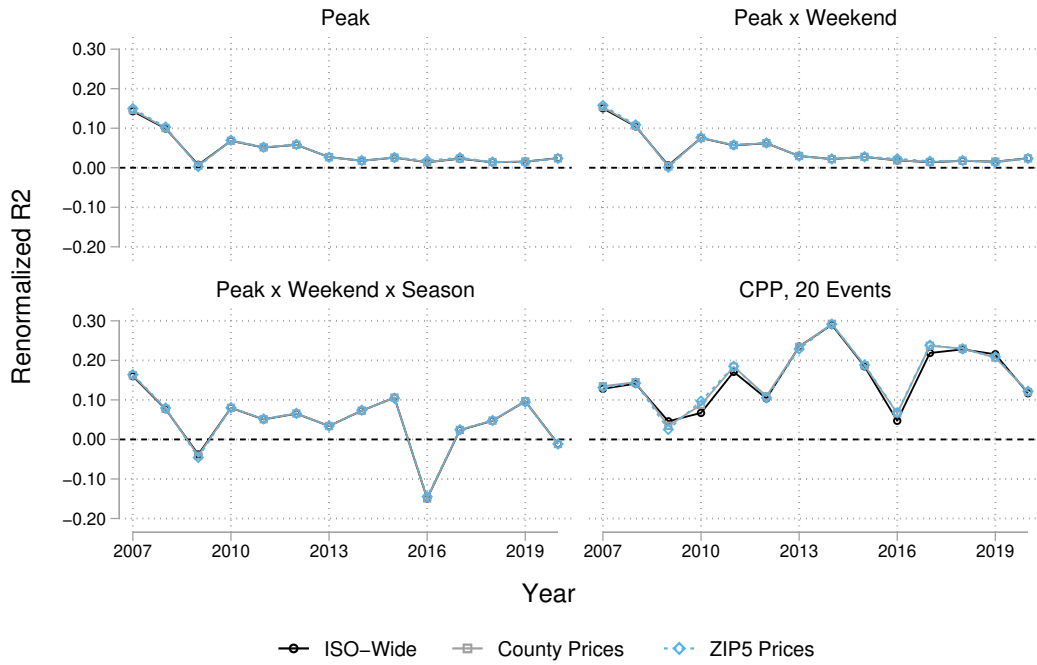 Peak
Peak x Weekend
0.30
0.20
0.10
0.00
−0.10
−0.20
Peak x Weekend x Season
CPP, 20 Events
0.30
0.20
0.10
0.00
−0.10
−0.20
2007 2010 2013 2016 2019
2007 2010 2013 2016 2019
Renormalized R2
Year
ISO−Wide County Prices ZIP5 Prices